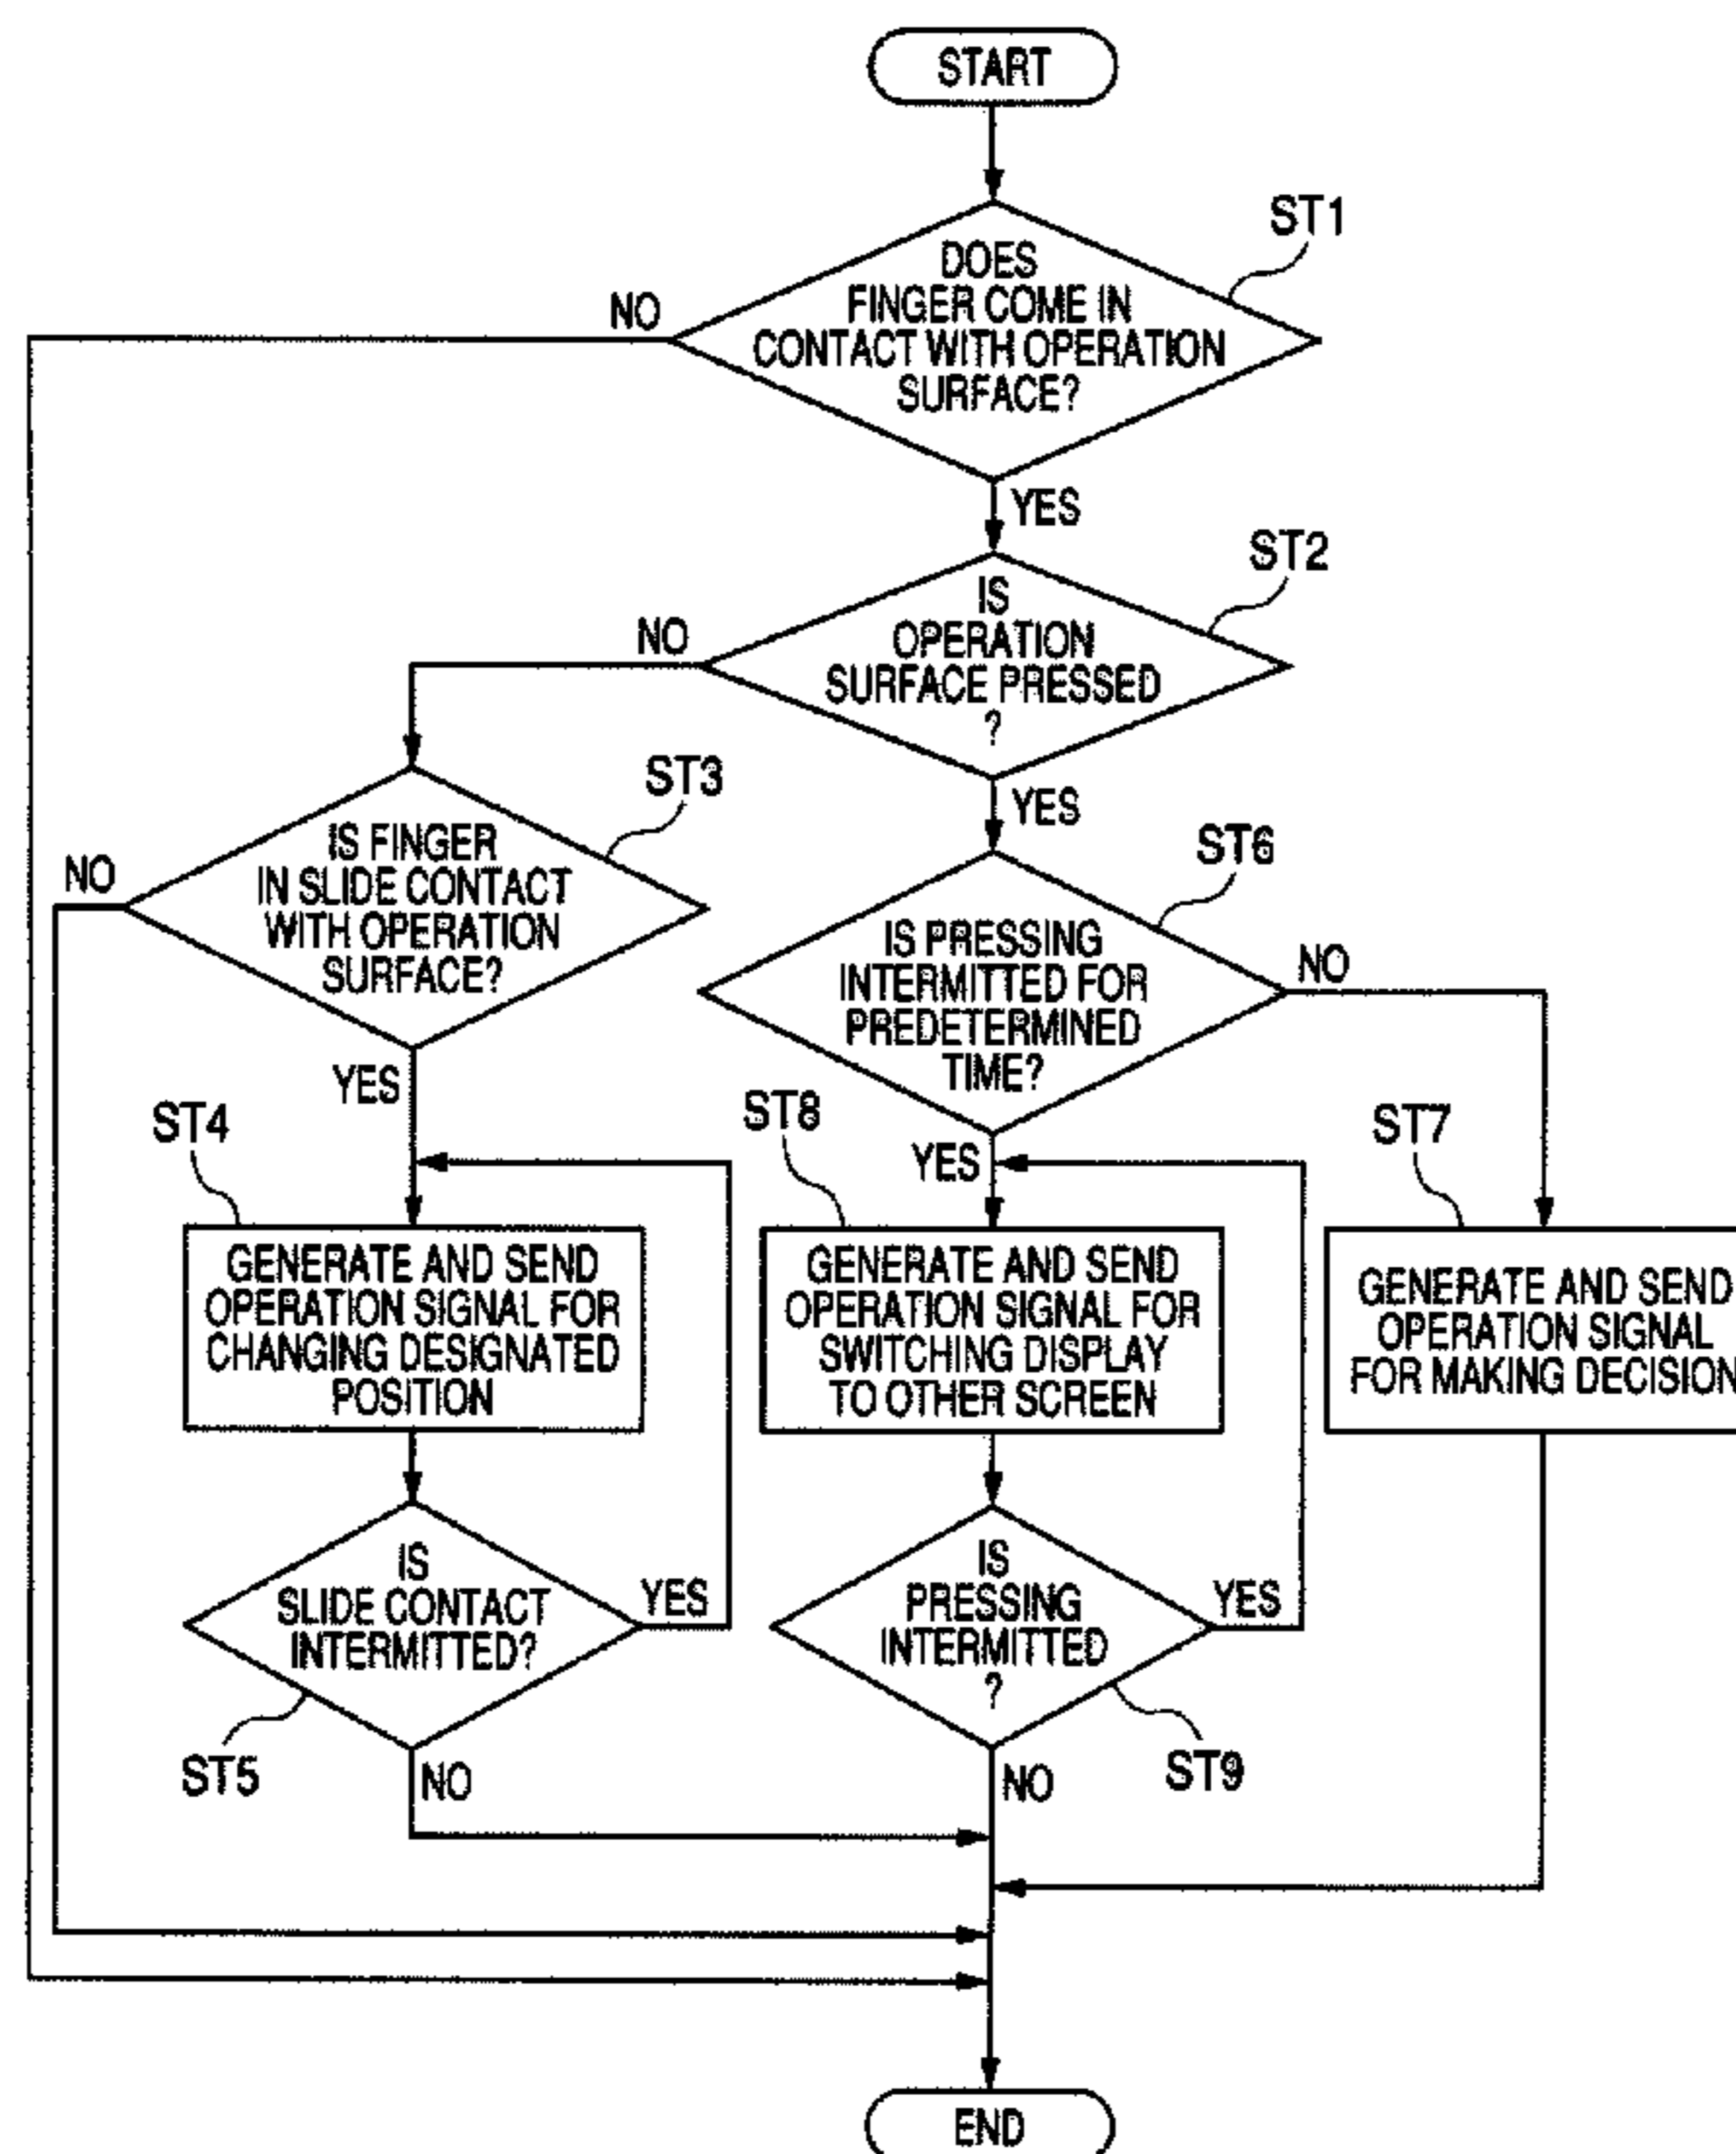 START
ST1
DOES
FINGER COME IN
CONTACT WITH OPERATION
SURFACE?
NO
YES
ST2
IS
OPERATION
SURFACE PRESSED
?
NO
YES
ST3
IS FINGER
IN SLIDE CONTACT
WITH OPERATION
SURFACE?
NO
YES
ST6
IS PRESSING
INTERMITTED FOR
PREDETERMINED
TIME?
NO
YES
ST4
GENERATE AND SEND
OPERATION SIGNAL FOR
CHANGING DESIGNATED
POSITION
ST8
GENERATE AND SEND
OPERATION SIGNAL FOR
SWITCHING DISPLAY
TO OTHER SCREEN
ST7
GENERATE AND SEND
OPERATION SIGNAL
FOR MAKING DECISION
IS
SLIDE CONTACT
INTERMITTED?
YES
ST5
NO
IS
PRESSING
INTERMITTED
?
YES
ST9
NO
END